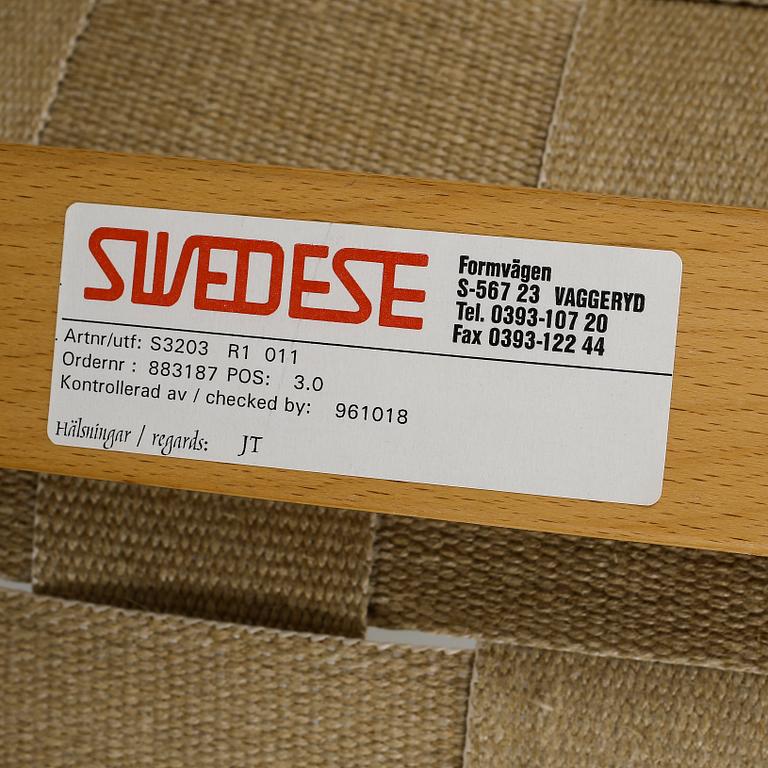 SWEDESE
Formvägen
S-567 23 VAGGERYD
Tel. 0393-107 20
Fax 0393-122 44
Artnr/utf: S3203 R1 011
Ordernr : 883187 POS: 3.0
Kontrollerad av / checked by: 961018
Hälsningar / regards: JT